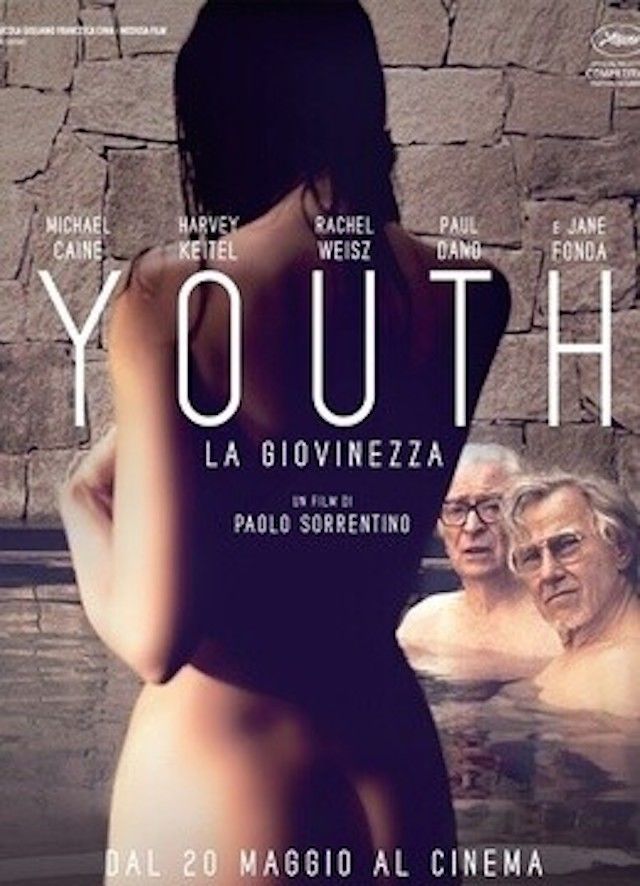 MICHAEL CAINE
HARVEY KEITEL
RACHEL WEISZ
PAUL DANO
E JANE FONDA
YOUTH
LA GIOVINEZZA
UN FILM DI
PAOLO SORRENTINO
DAL 20 MAGGIO AL CINEMA